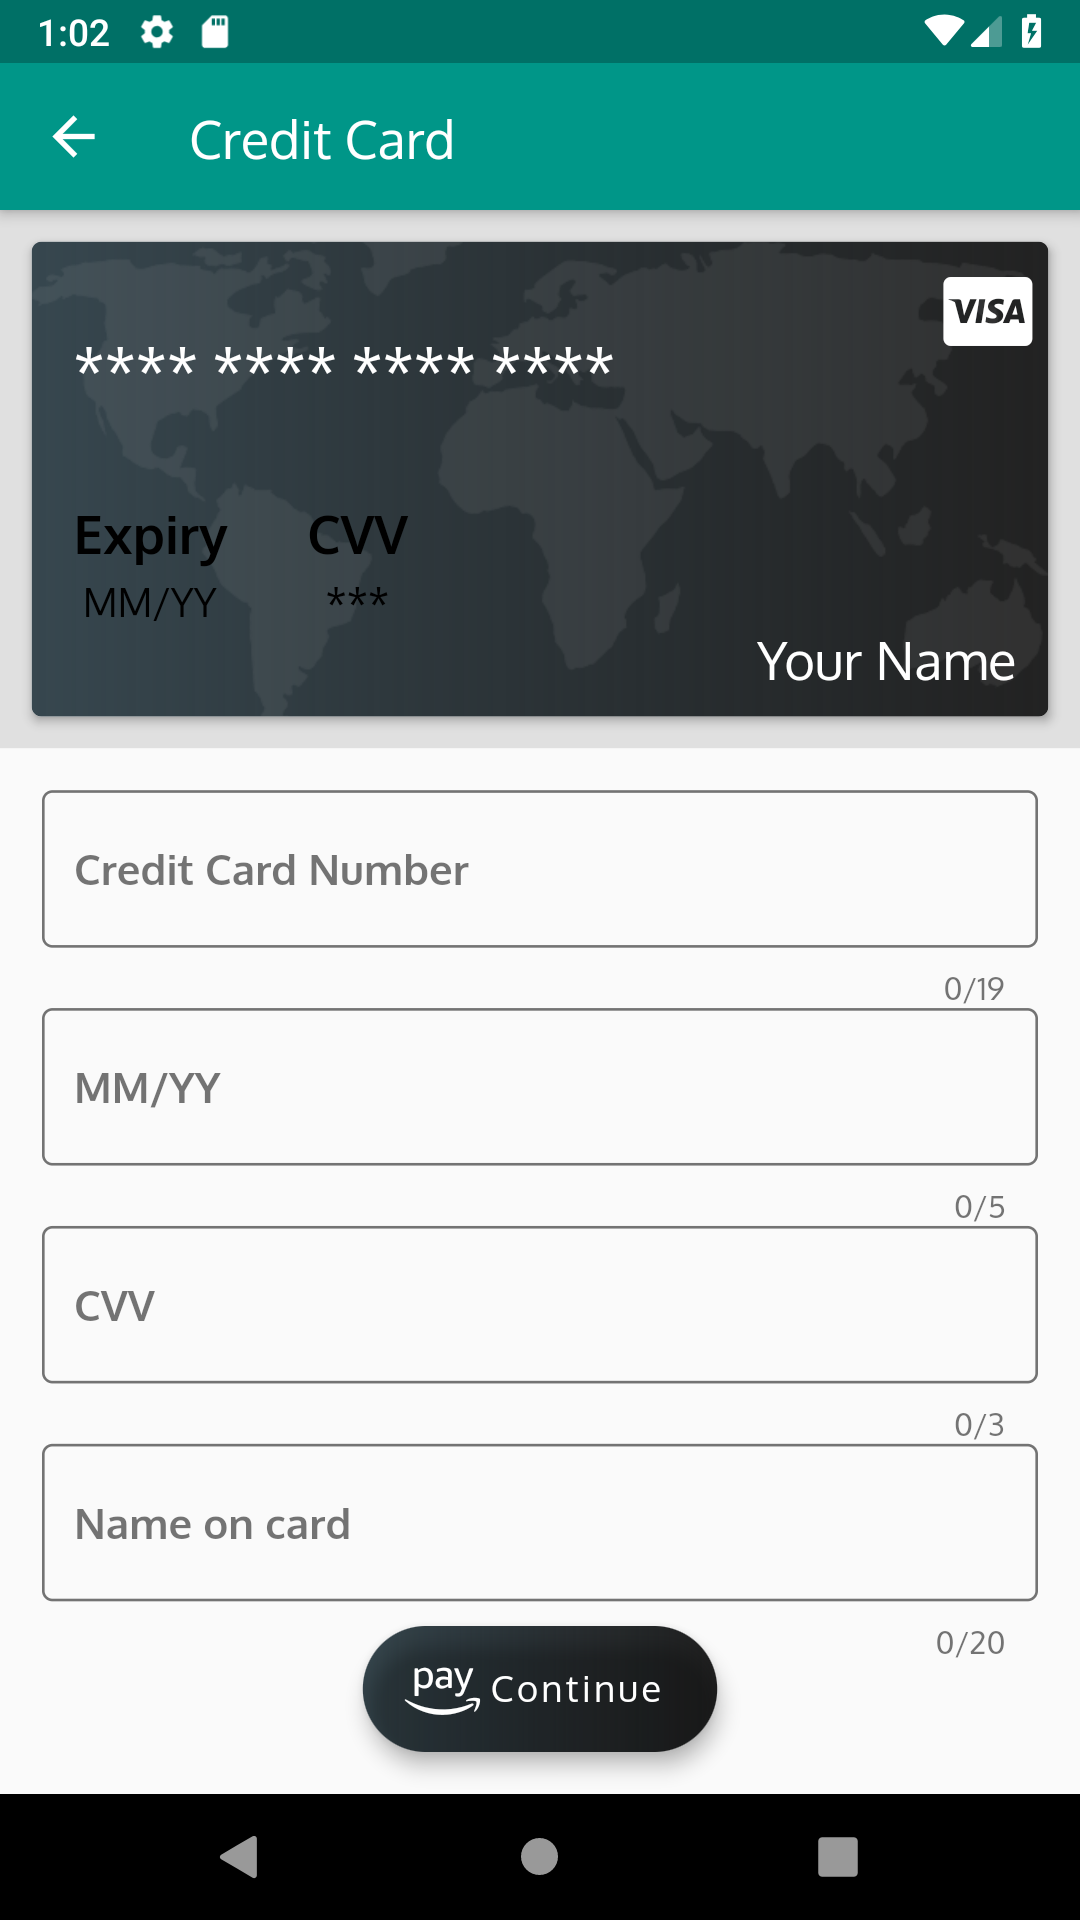 1:02
Credit Card
VISA
**** **** **** ****
Expiry CVV
MM/YY ***
Your Name
Credit Card Number
0/19
MM/YY
0/5
CVV
0/3
Name on card
0/20
pay Continue